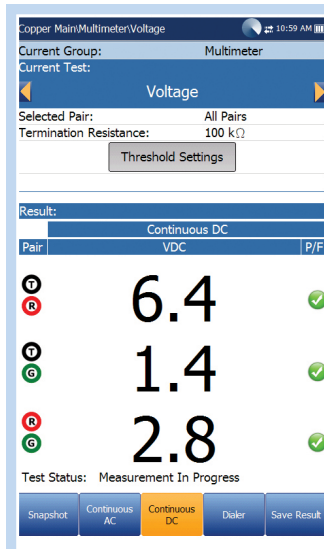 Copper Main\Multimeter\Voltage 10:59 AM
Current Group: Multimeter
Current Test:
Voltage
Selected Pair: All Pairs
Termination Resistance: 100 kΩ
Threshold Settings
Result:
Continuous DC
Pair VDC P/F
T
R
6.4
T
G
1.4
R
G
2.8
Test Status: Measurement In Progress
Snapshot Continuous AC Continuous DC Dialer Save Result